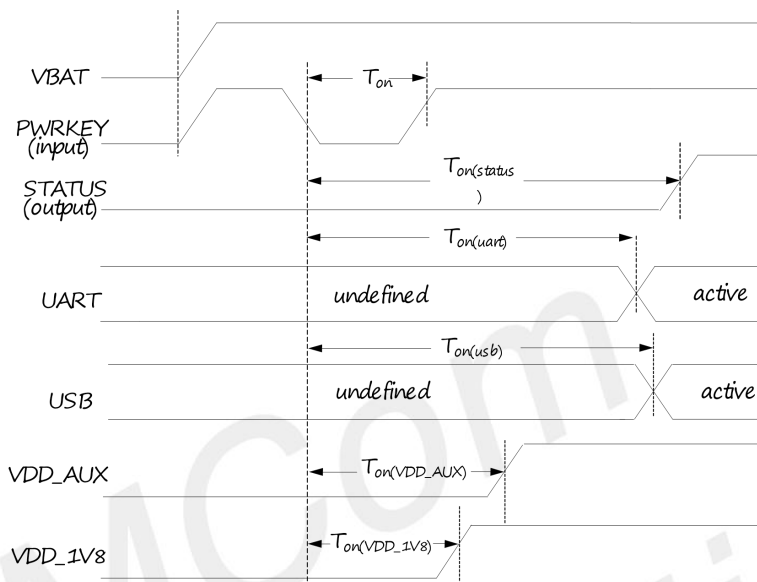 VBAT
Ton
PWRKEY
(input)
STATUS
(output)
Ton(status
)
Ton(uart)
UART
undefined
active
Ton(usb)
USB
undefined
active
VDD_AUX
Ton(VDD_AUX)
VDD_1V8
Ton(VDD_1V8)
MCom